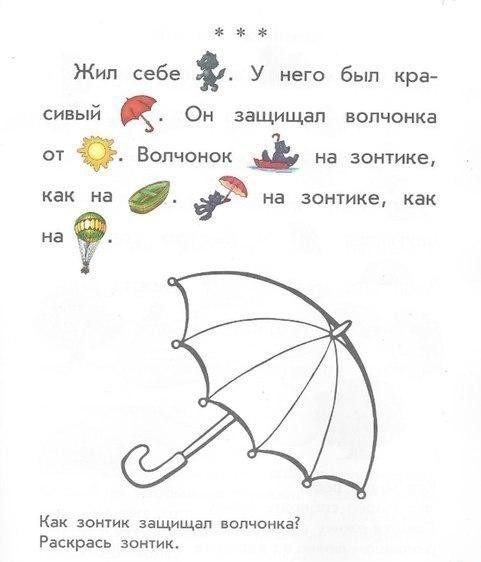 * * *
Жил себе . У него был кра-
сивый . Он защищал волчонка
от . Волчонок на зонтике,
как на . на зонтике, как
на .
Как зонтик защищал волчонка?
Раскрась зонтик.